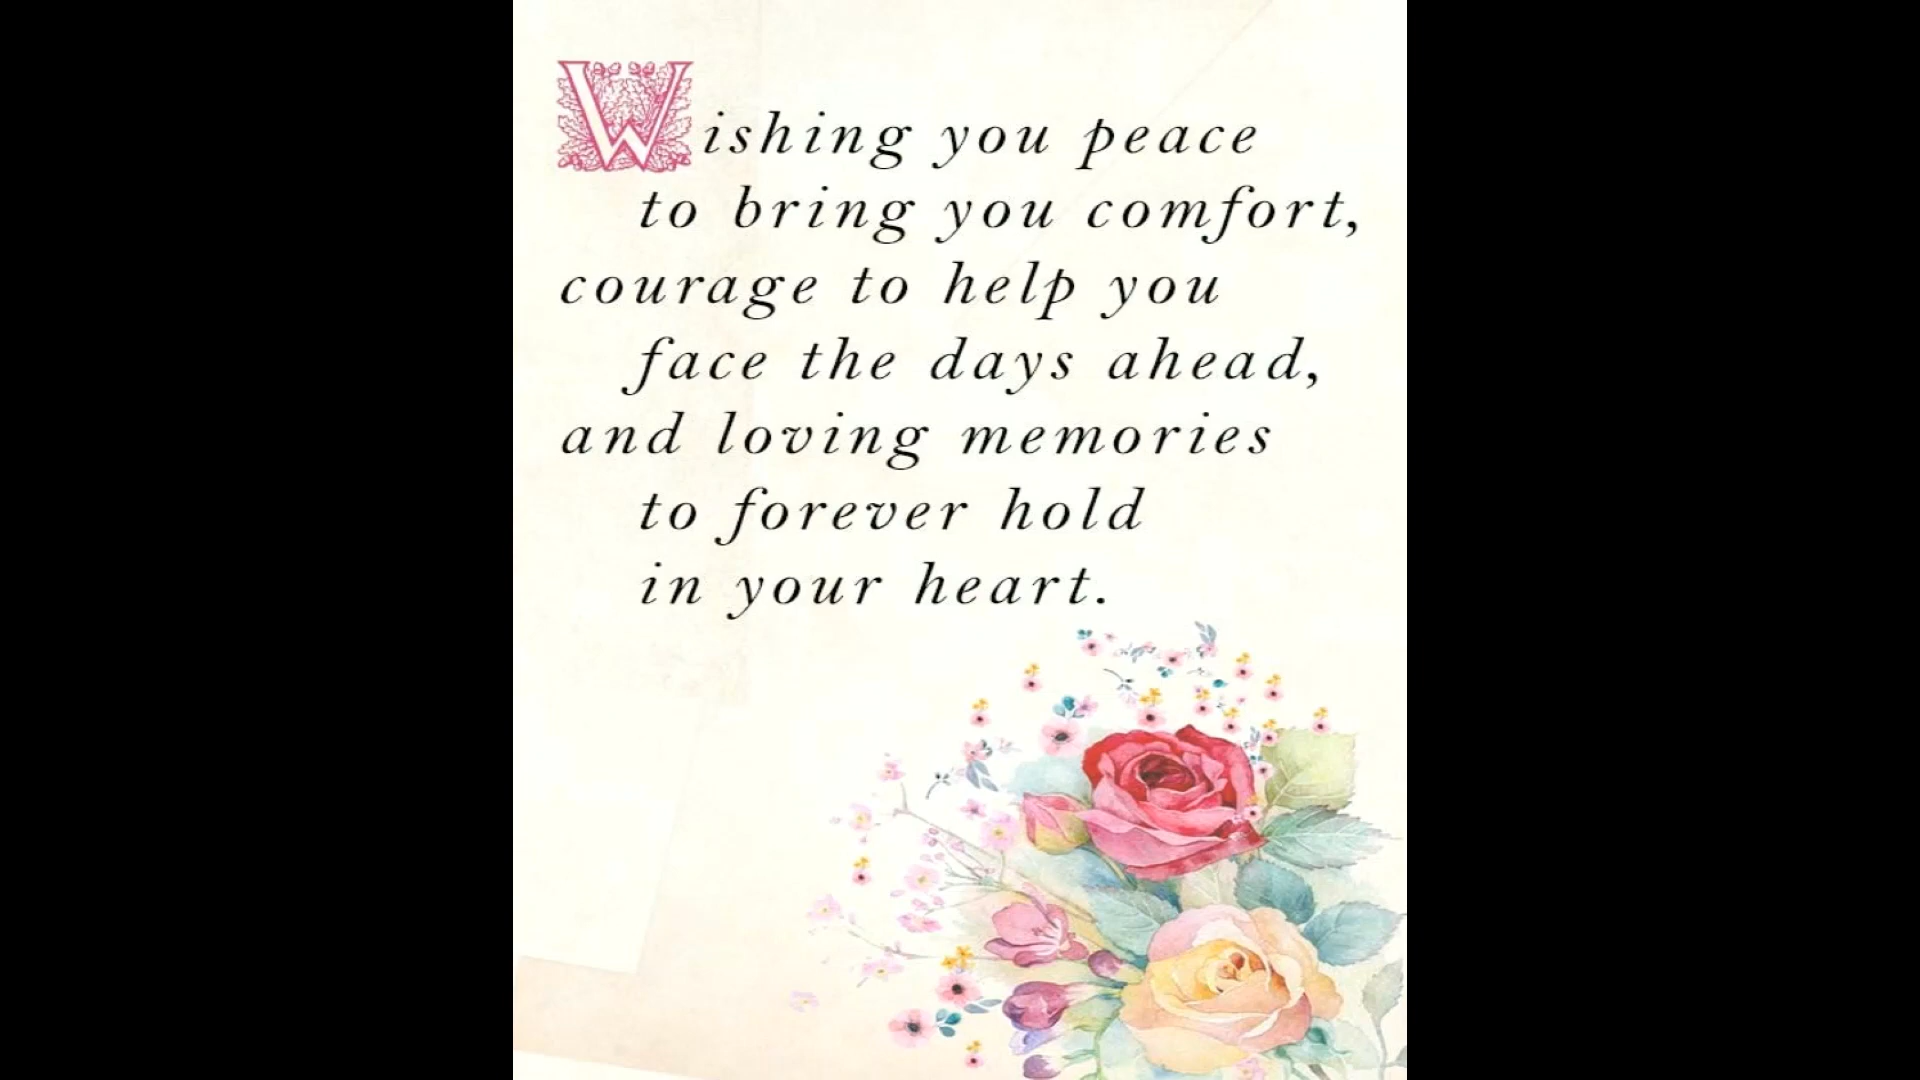 Wishing you peace
to bring you comfort,
courage to help you
face the days ahead,
and loving memories
to forever hold
in your heart.